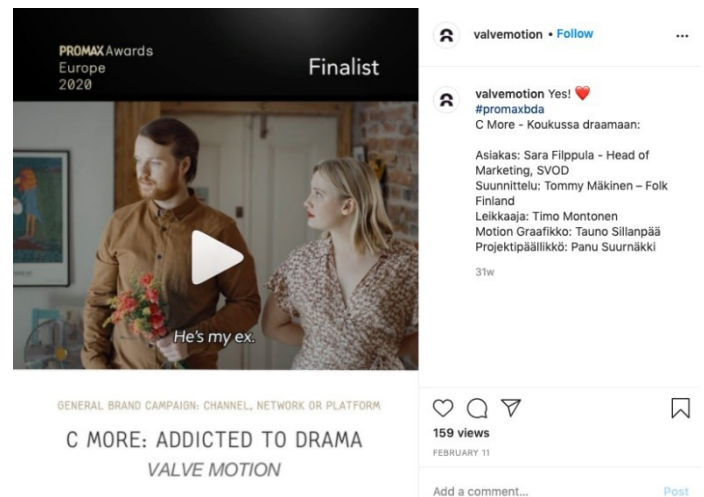 PROMAX Awards
Europe
2020
Finalist
He's my ex.
GENERAL BRAND CAMPAIGN: CHANNEL, NETWORK OR PLATFORM
C MORE: ADDICTED TO DRAMA
VALVE MOTION
valvemotion • Follow
valvemotion Yes! ❤️
#promaxbda
C More - Koukussa draamaan:
Asiakas: Sara Filppula - Head of
Marketing, SVOD
Suunnittelu: Tommy Mäkinen – Folk
Finland
Leikkaaja: Timo Montonen
Motion Graafikko: Tauno Sillanpää
Projektipäällikkö: Panu Suurnäkki
31w
159 views
FEBRUARY 11
Add a comment...
Post